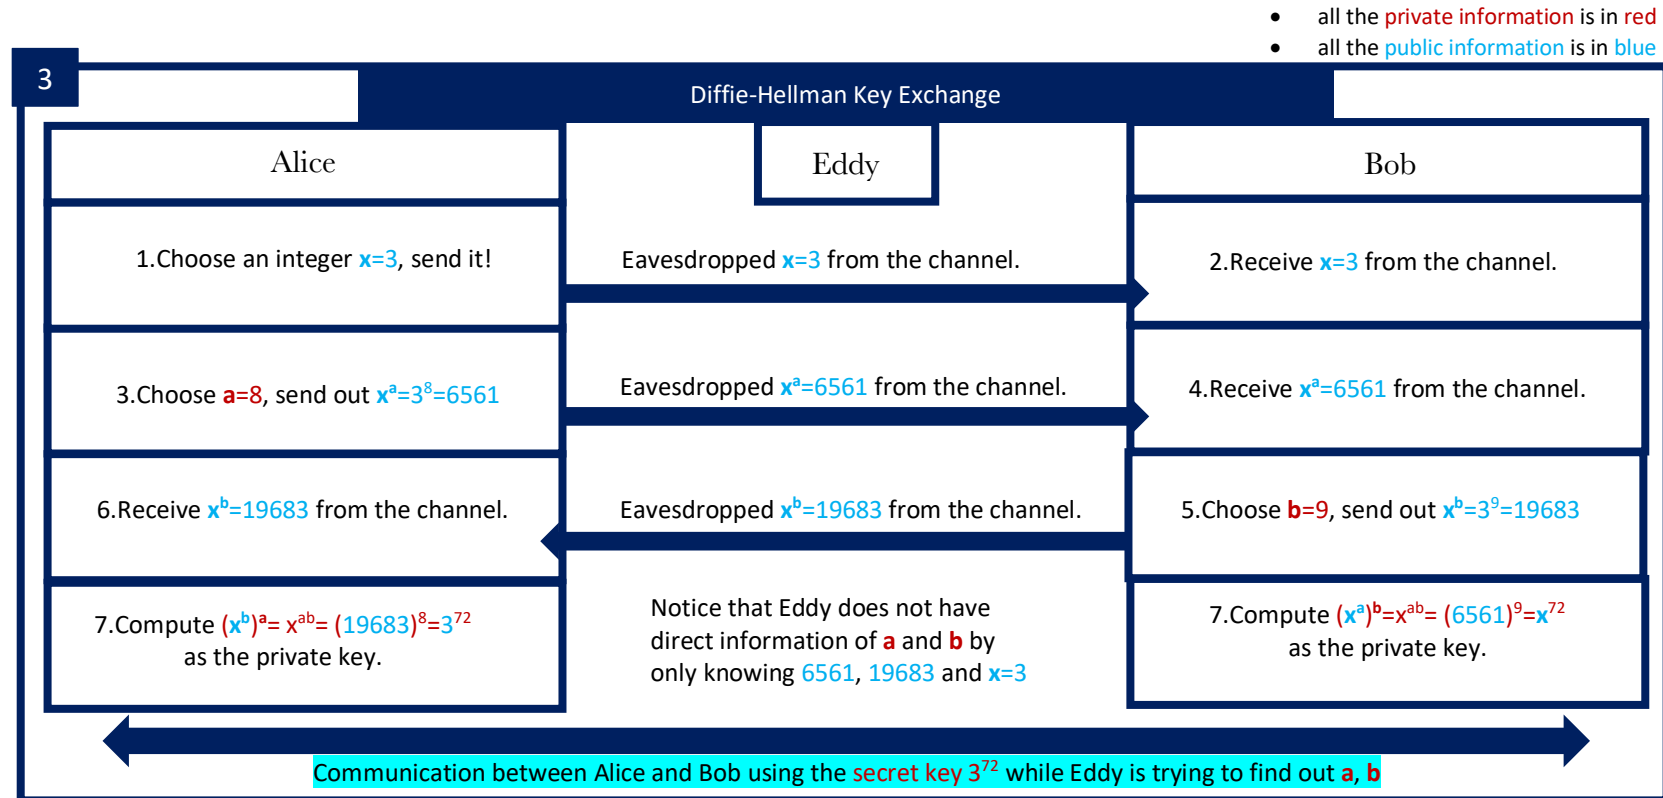 • all the private information is in red
• all the public information is in blue
3
Diffie-Hellman Key Exchange
Alice
Eddy
Bob
1.Choose an integer x=3, send it!
Eavesdropped x=3 from the channel.
2.Receive x=3 from the channel.
3.Choose a=8, send out xᵃ=3⁸=6561
Eavesdropped xᵃ=6561 from the channel.
4.Receive xᵃ=6561 from the channel.
6.Receive xᵇ=19683 from the channel.
Eavesdropped xᵇ=19683 from the channel.
5.Choose b=9, send out xᵇ=3⁹=19683
7.Compute (xᵇ)ᵃ= xᵃᵇ= (19683)⁸=3⁷²
as the private key.
Notice that Eddy does not have
direct information of a and b by
only knowing 6561, 19683 and x=3
7.Compute (xᵃ)ᵇ=xᵃᵇ= (6561)⁹=x⁷²
as the private key.
Communication between Alice and Bob using the secret key 3⁷² while Eddy is trying to find out a, b